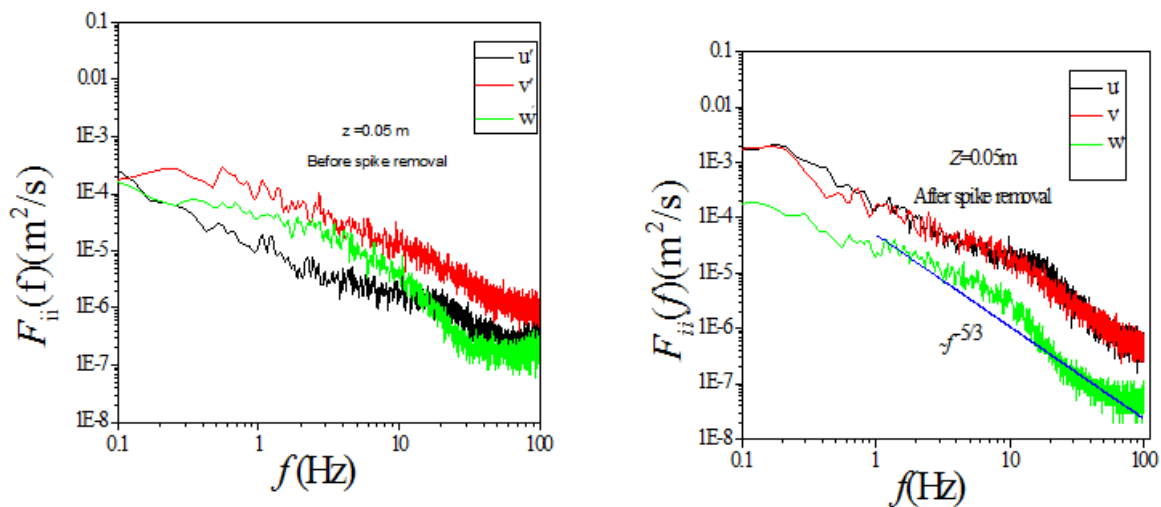 0.1
0.01
1E-3
1E-4
1E-5
1E-6
1E-7
1E-8
0.1
1
10
100
Fii(f)(m²/s)
f(Hz)
u'
v'
w'
z =0.05 m
Before spike removal
0.1
0.01
1E-3
1E-4
1E-5
1E-6
1E-7
1E-8
0.1
1
10
100
Fii(f)(m²/s)
f(Hz)
u
v
w
Z=0.05m
After spike removal
~f^-5/3